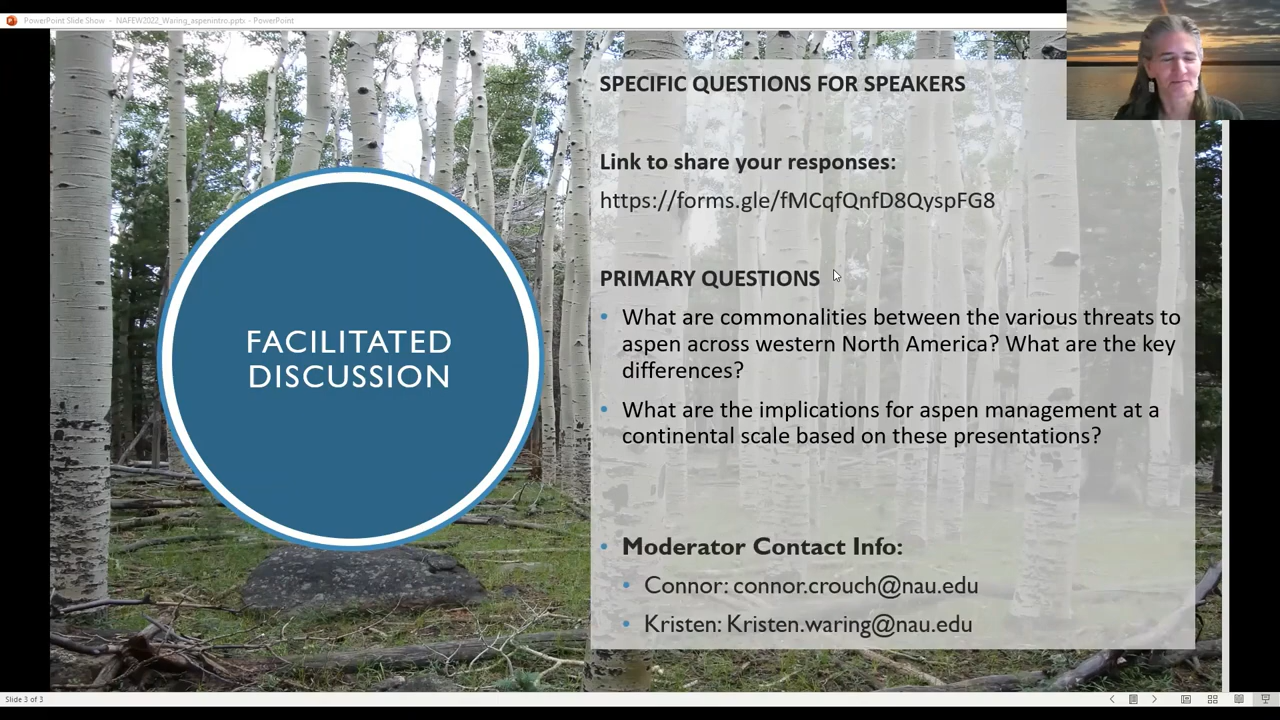 PowerPoint Slide Show - NAFEW2022_Waring_aspenintro.pptx - PowerPoint
SPECIFIC QUESTIONS FOR SPEAKERS
Link to share your responses:
https://forms.gle/fMCqfQnfD8QyspFG8
PRIMARY QUESTIONS
• What are commonalities between the various threats to
aspen across western North America? What are the key
differences?
• What are the implications for aspen management at a
continental scale based on these presentations?
• Moderator Contact Info:
• Connor: connor.crouch@nau.edu
• Kristen: Kristen.waring@nau.edu
FACILITATED
DISCUSSION
Slide 3 of 3